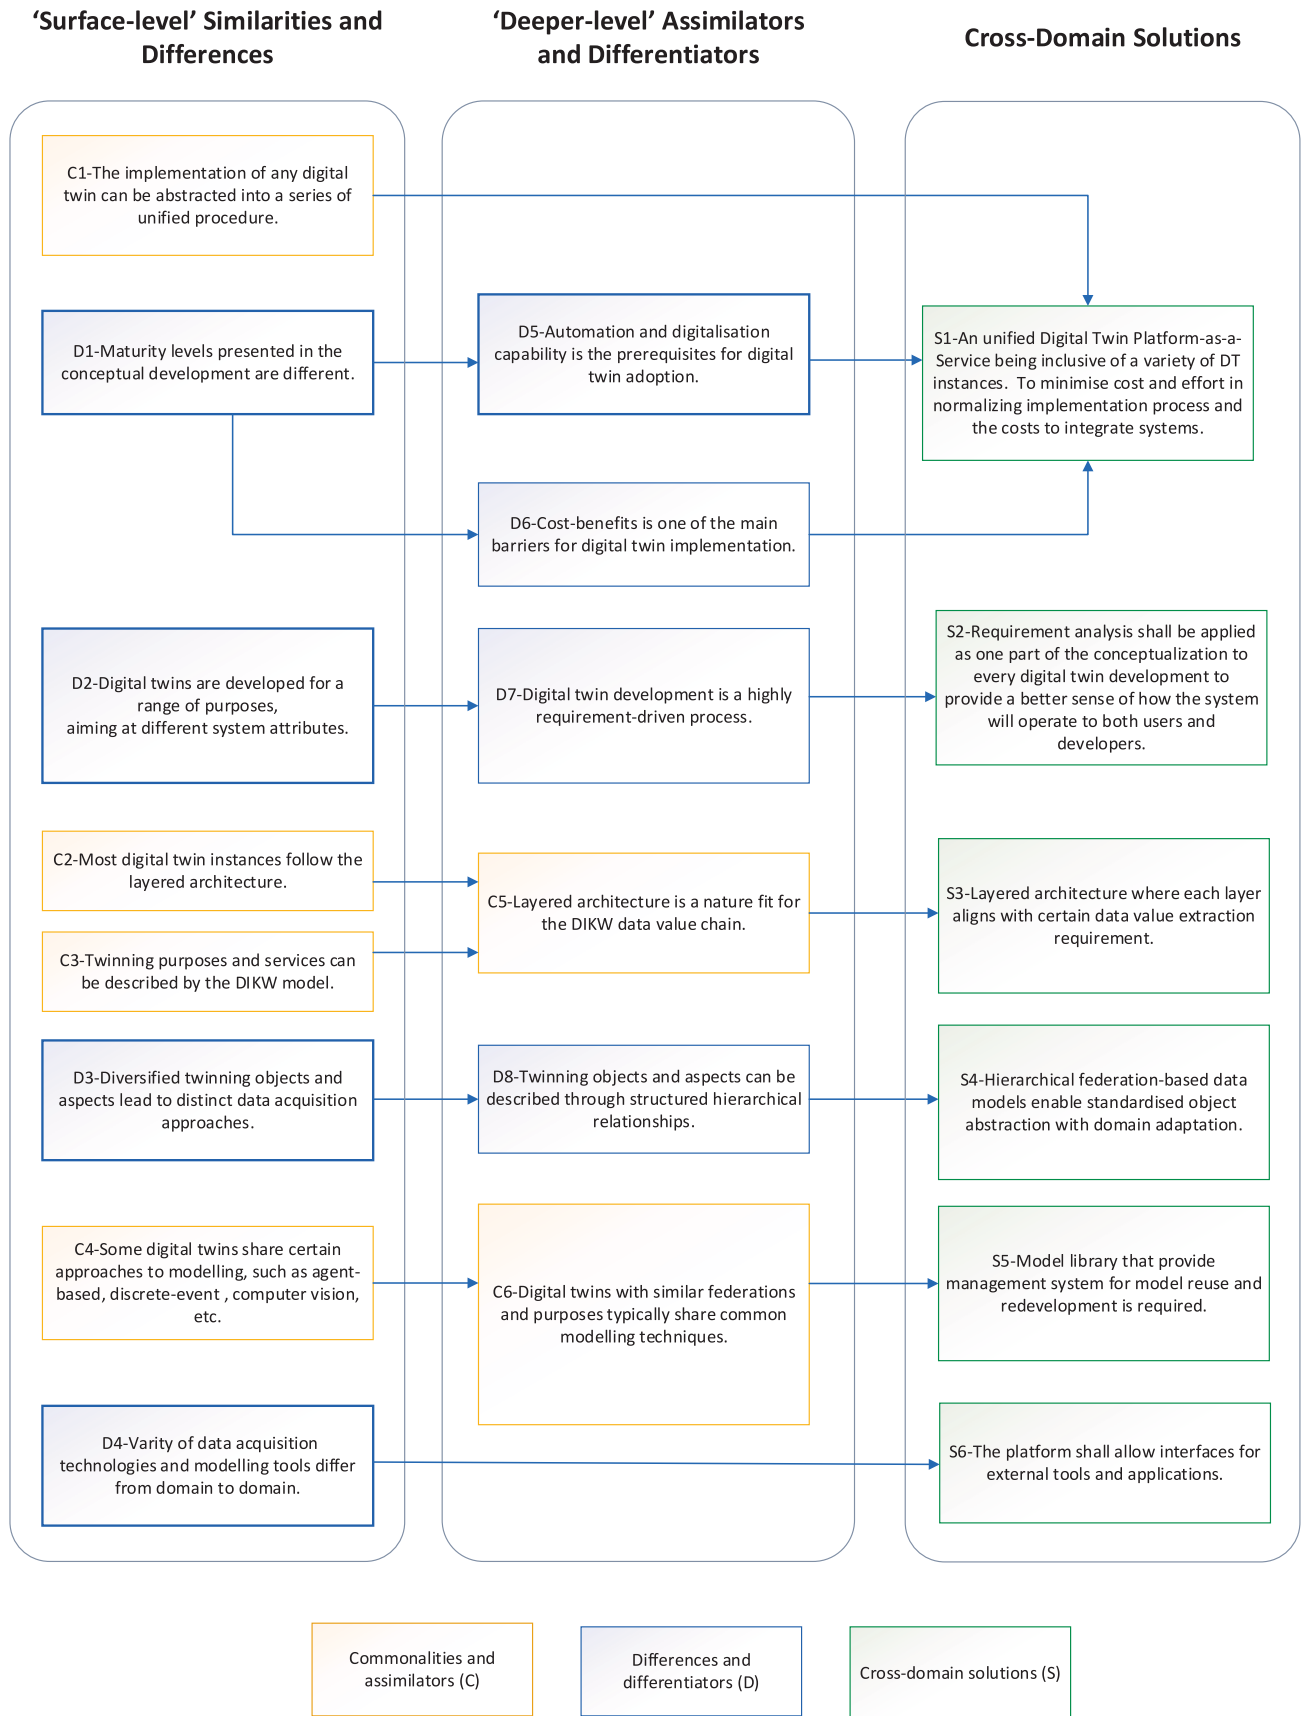 ‘Surface-level’ Similarities and
Differences
‘Deeper-level’ Assimilators
and Differentiators
Cross-Domain Solutions
C1-The implementation of any digital
twin can be abstracted into a series of
unified procedure.
D1-Maturity levels presented in the
conceptual development are different.
D5-Automation and digitalisation
capability is the prerequisites for digital
twin adoption.
S1-An unified Digital Twin Platform-as-a-
Service being inclusive of a variety of DT
instances.  To minimise cost and effort in
normalizing implementation process and
the costs to integrate systems.
D6-Cost-benefits is one of the main
barriers for digital twin implementation.
D2-Digital twins are developed for a
range of purposes,
aiming at different system attributes.
D7-Digital twin development is a highly
requirement-driven process.
S2-Requirement analysis shall be applied
as one part of the conceptualization to
every digital twin development to
provide a better sense of how the system
will operate to both users and
developers.
C2-Most digital twin instances follow the
layered architecture.
C3-Twinning purposes and services can
be described by the DIKW model.
C5-Layered architecture is a nature fit for
the DIKW data value chain.
S3-Layered architecture where each layer
aligns with certain data value extraction
requirement.
D3-Diversified twinning objects and
aspects lead to distinct data acquisition
approaches.
D8-Twinning objects and aspects can be
described through structured hierarchical
relationships.
S4-Hierarchical federation-based data
models enable standardised object
abstraction with domain adaptation.
C4-Some digital twins share certain
approaches to modelling, such as agent-
based, discrete-event , computer vision,
etc.
C6-Digital twins with similar federations
and purposes typically share common
modelling techniques.
S5-Model library that provide
management system for model reuse and
redevelopment is required.
D4-Varity of data acquisition
technologies and modelling tools differ
from domain to domain.
S6-The platform shall allow interfaces for
external tools and applications.
Commonalities and
assimilators (C)
Differences and
differentiators (D)
Cross-domain solutions (S)